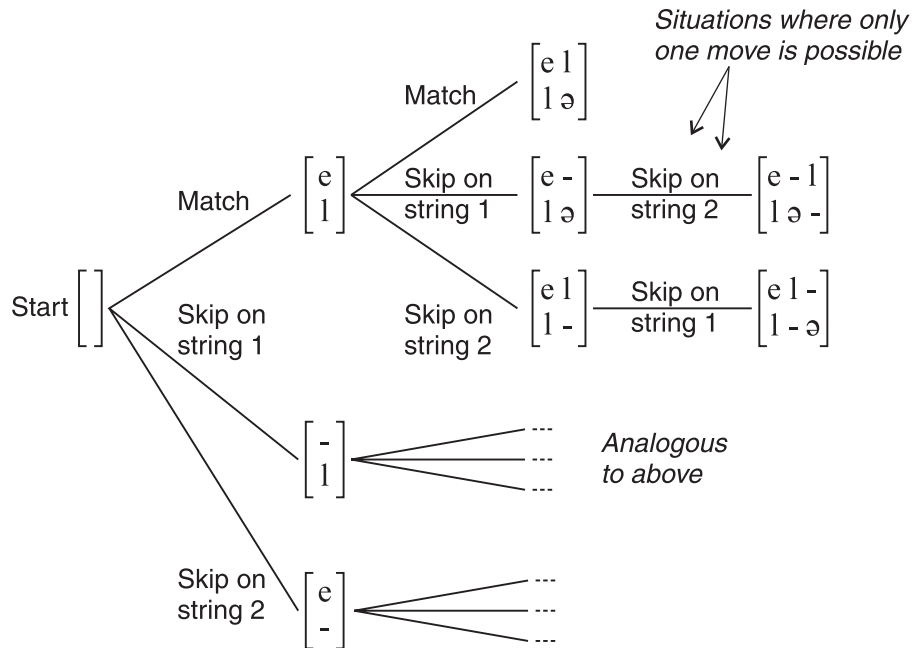 Situations where only
one move is possible
e l
l ə
Match
Match
e
l
Skip on
string 1
e -
l ə
Skip on
string 2
e - l
l ə -
Start
Skip on
string 1
Skip on
string 2
e l
l -
Skip on
string 1
e l -
l - ə
-
l
Analogous
to above
Skip on
string 2
e
-